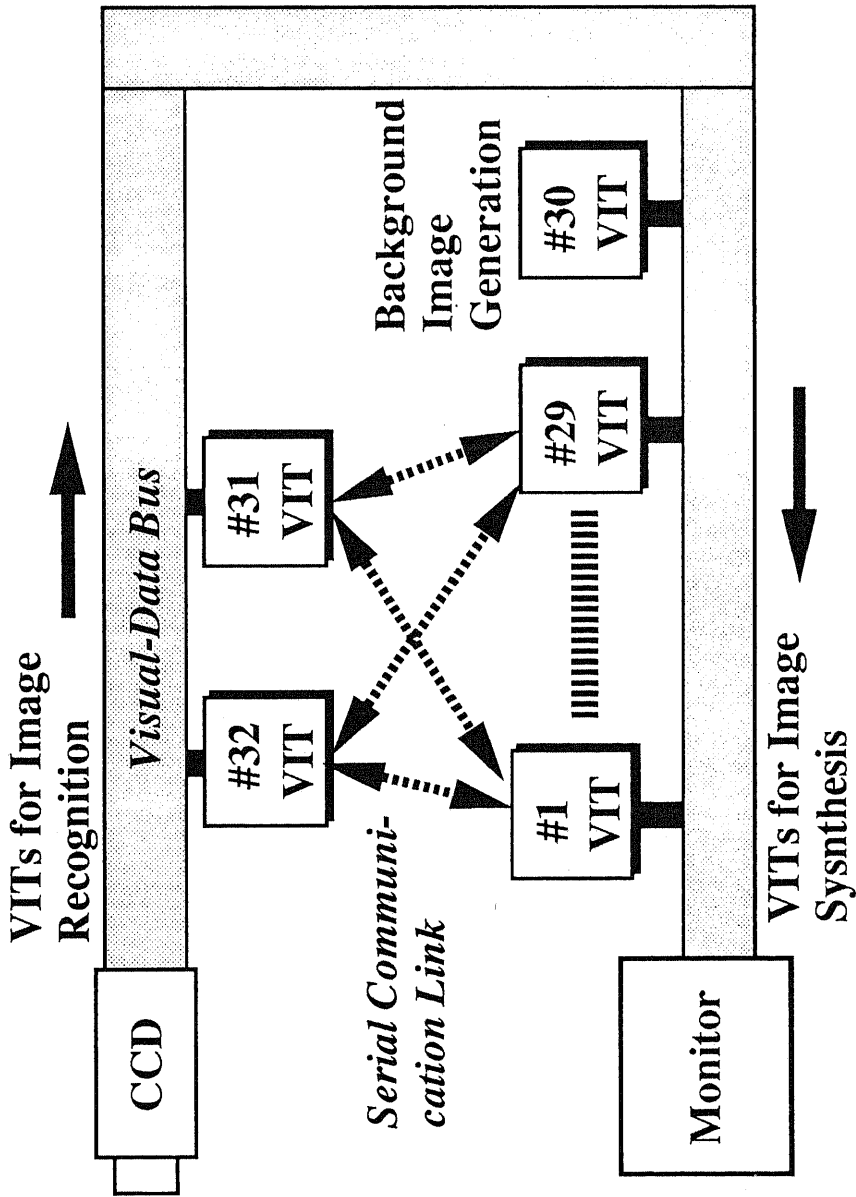 VITs for Image
Recognition
CCD
Visual-Data Bus
#32
VIT
#31
VIT
Serial Communi-
cation Link
Background
Image
Generation
#1
VIT
#29
VIT
#30
VIT
Monitor
VITs for Image
Sysnthesis